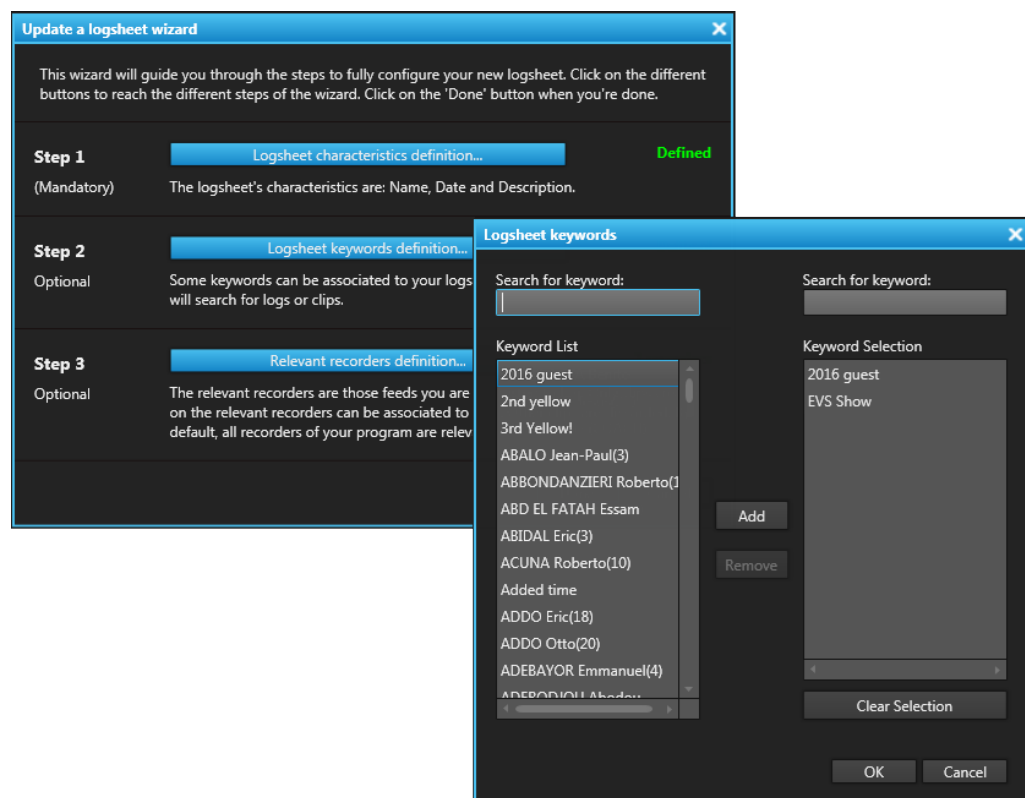 Update a logsheet wizard
This wizard will guide you through the steps to fully configure your new logsheet. Click on the different
buttons to reach the different steps of the wizard. Click on the 'Done' button when you're done.
Step 1
Logsheet characteristics definition...
Defined
(Mandatory)
The logsheet's characteristics are: Name, Date and Description.
Step 2
Logsheet keywords definition...
Optional
Some keywords can be associated to your logs
will search for logs or clips.
Step 3
Relevant recorders definition...
Optional
The relevant recorders are those feeds you are
on the relevant recorders can be associated to
default, all recorders of your program are relev
Logsheet keywords
Search for keyword:
Keyword List
2016 guest
2nd yellow
3rd Yellow!
ABALO Jean-Paul(3)
ABBONDANZIERI Roberto(1
ABD EL FATAH Essam
ABIDAL Eric(3)
ACUNA Roberto(10)
Added time
ADDO Eric(18)
ADDO Otto(20)
ADEBAYOR Emmanuel(4)
Add
Remove
Search for keyword:
Keyword Selection
2016 guest
EVS Show
Clear Selection
OK
Cancel